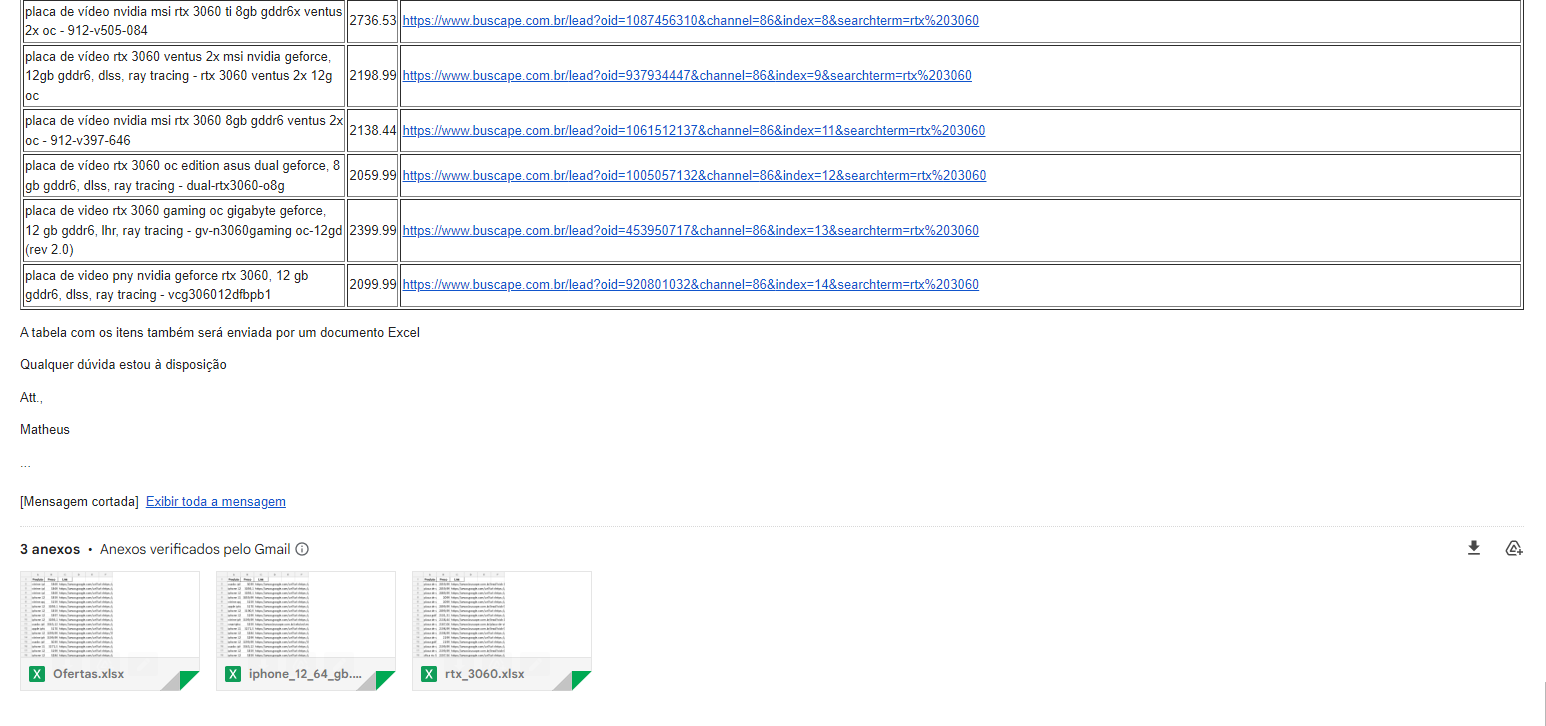 placa de vídeo nvidia msi rtx 3060 ti 8gb gddr6x ventus
2x oc - 912-v505-084
2736.53
https://www.buscape.com.br/lead?oid=1087456310&channel=86&index=8&searchterm=rtx%203060
placa de vídeo rtx 3060 ventus 2x msi nvidia geforce,
12gb gddr6, dlss, ray tracing - rtx 3060 ventus 2x 12g
oc
2198.99
https://www.buscape.com.br/lead?oid=937934447&channel=86&index=9&searchterm=rtx%203060
placa de vídeo nvidia msi rtx 3060 8gb gddr6 ventus 2x
oc - 912-v397-646
2138.44
https://www.buscape.com.br/lead?oid=1061512137&channel=86&index=11&searchterm=rtx%203060
placa de vídeo rtx 3060 oc edition asus dual geforce, 8
gb gddr6, dlss, ray tracing - dual-rtx3060-o8g
2059.99
https://www.buscape.com.br/lead?oid=1005057132&channel=86&index=12&searchterm=rtx%203060
placa de video rtx 3060 gaming oc gigabyte geforce,
12 gb gddr6, lhr, ray tracing - gv-n3060gaming oc-12gd
(rev 2.0)
2399.99
https://www.buscape.com.br/lead?oid=453950717&channel=86&index=13&searchterm=rtx%203060
placa de video pny nvidia geforce rtx 3060, 12 gb
gddr6, dlss, ray tracing - vcg306012dfbpb1
2099.99
https://www.buscape.com.br/lead?oid=920801032&channel=86&index=14&searchterm=rtx%203060
A tabela com os itens também será enviada por um documento Excel
Qualquer dúvida estou à disposição
Att.,
Matheus
...
[Mensagem cortada] Exibir toda a mensagem
3 anexos • Anexos verificados pelo Gmail
Ofertas.xlsx
iphone_12_64_gb....
rtx_3060.xlsx